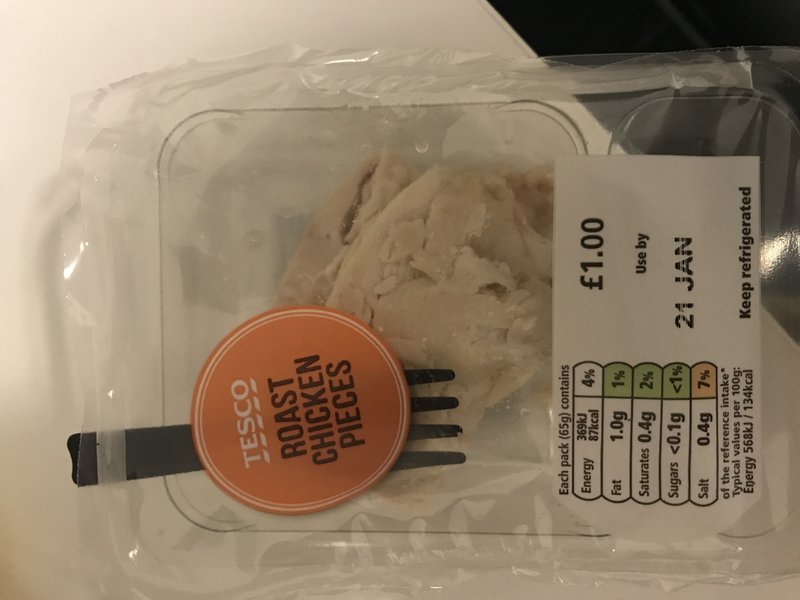 TESCO
ROAST
CHICKEN
PIECES
£1.00
Use by
21 JAN
Keep refrigerated
Each pack (65g) contains
Energy 369kJ 87kcal 4%
Fat 1.0g 1%
Saturates 0.4g 2%
Sugars <0.1g <1%
Salt 0.4g 7%
of the reference intake*
Typical values per 100g:
Energy 568kJ / 134kcal